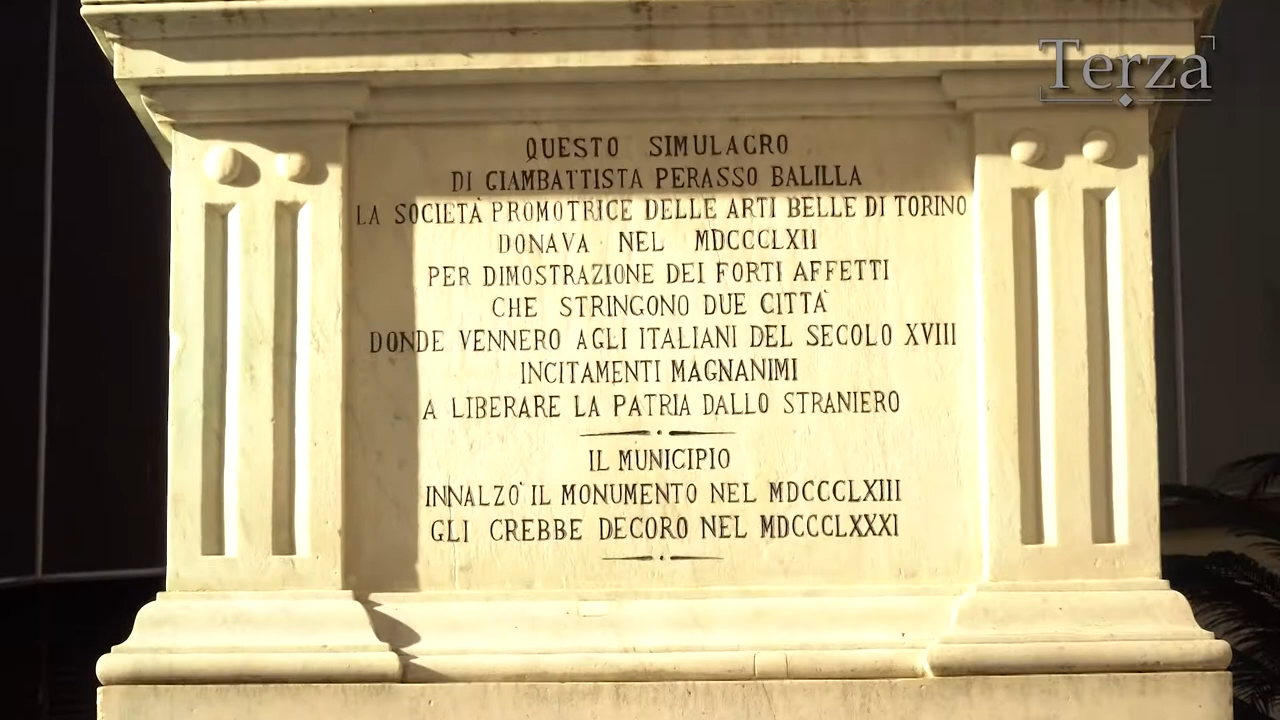 Terza
QUESTO SIMULACRO
DI GIAMBATTISTA PERASSO BALILLA
LA SOCIETÀ PROMOTRICE DELLE ARTI BELLE DI TORINO
DONAVA NEL MDCCCLXII
PER DIMOSTRAZIONE DEI FORTI AFFETTI
CHE STRINGONO DUE CITTÀ
DONDE VENNERO AGLI ITALIANI DEL SECOLO XVIII
INCITAMENTI MAGNANIMI
A LIBERARE LA PATRIA DALLO STRANIERO
IL MUNICIPIO
INNALZÒ IL MONUMENTO NEL MDCCCLXIII
GLI CREBBE DECORO NEL MDCCCLXXXI